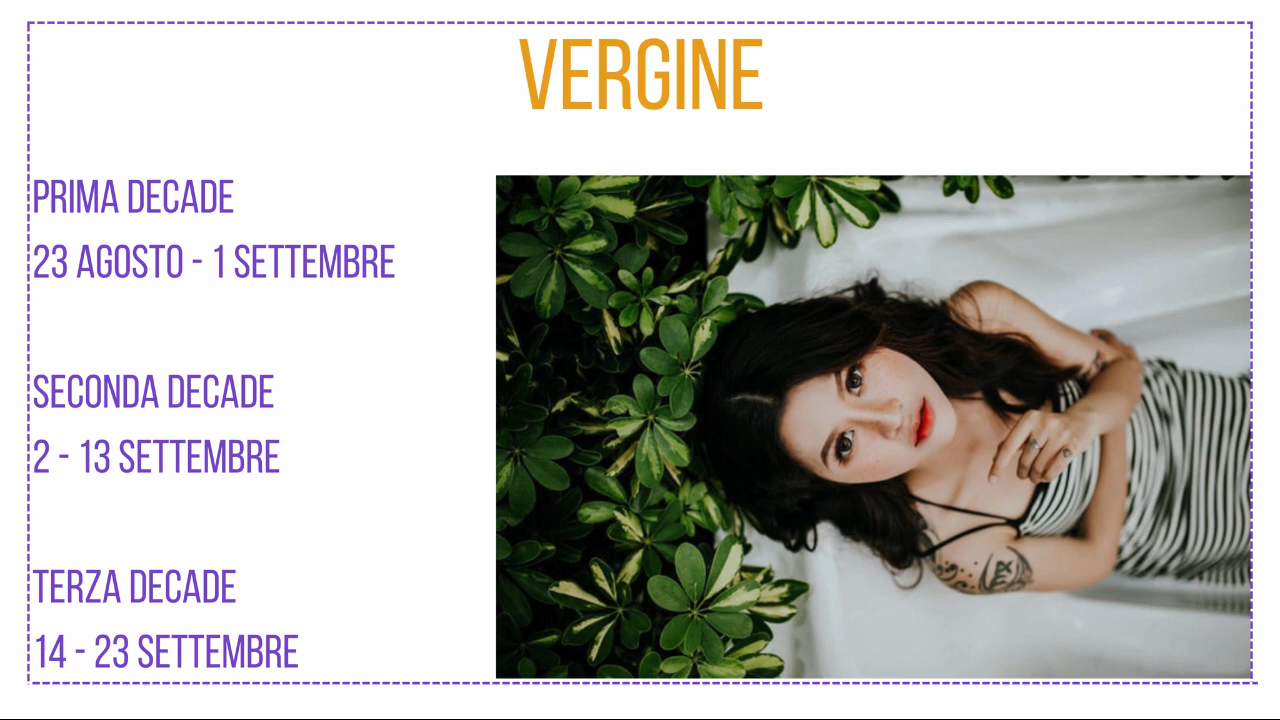 VERGINE
PRIMA DECADE
23 AGOSTO - 1 SETTEMBRE
SECONDA DECADE
2 - 13 SETTEMBRE
TERZA DECADE
14 - 23 SETTEMBRE